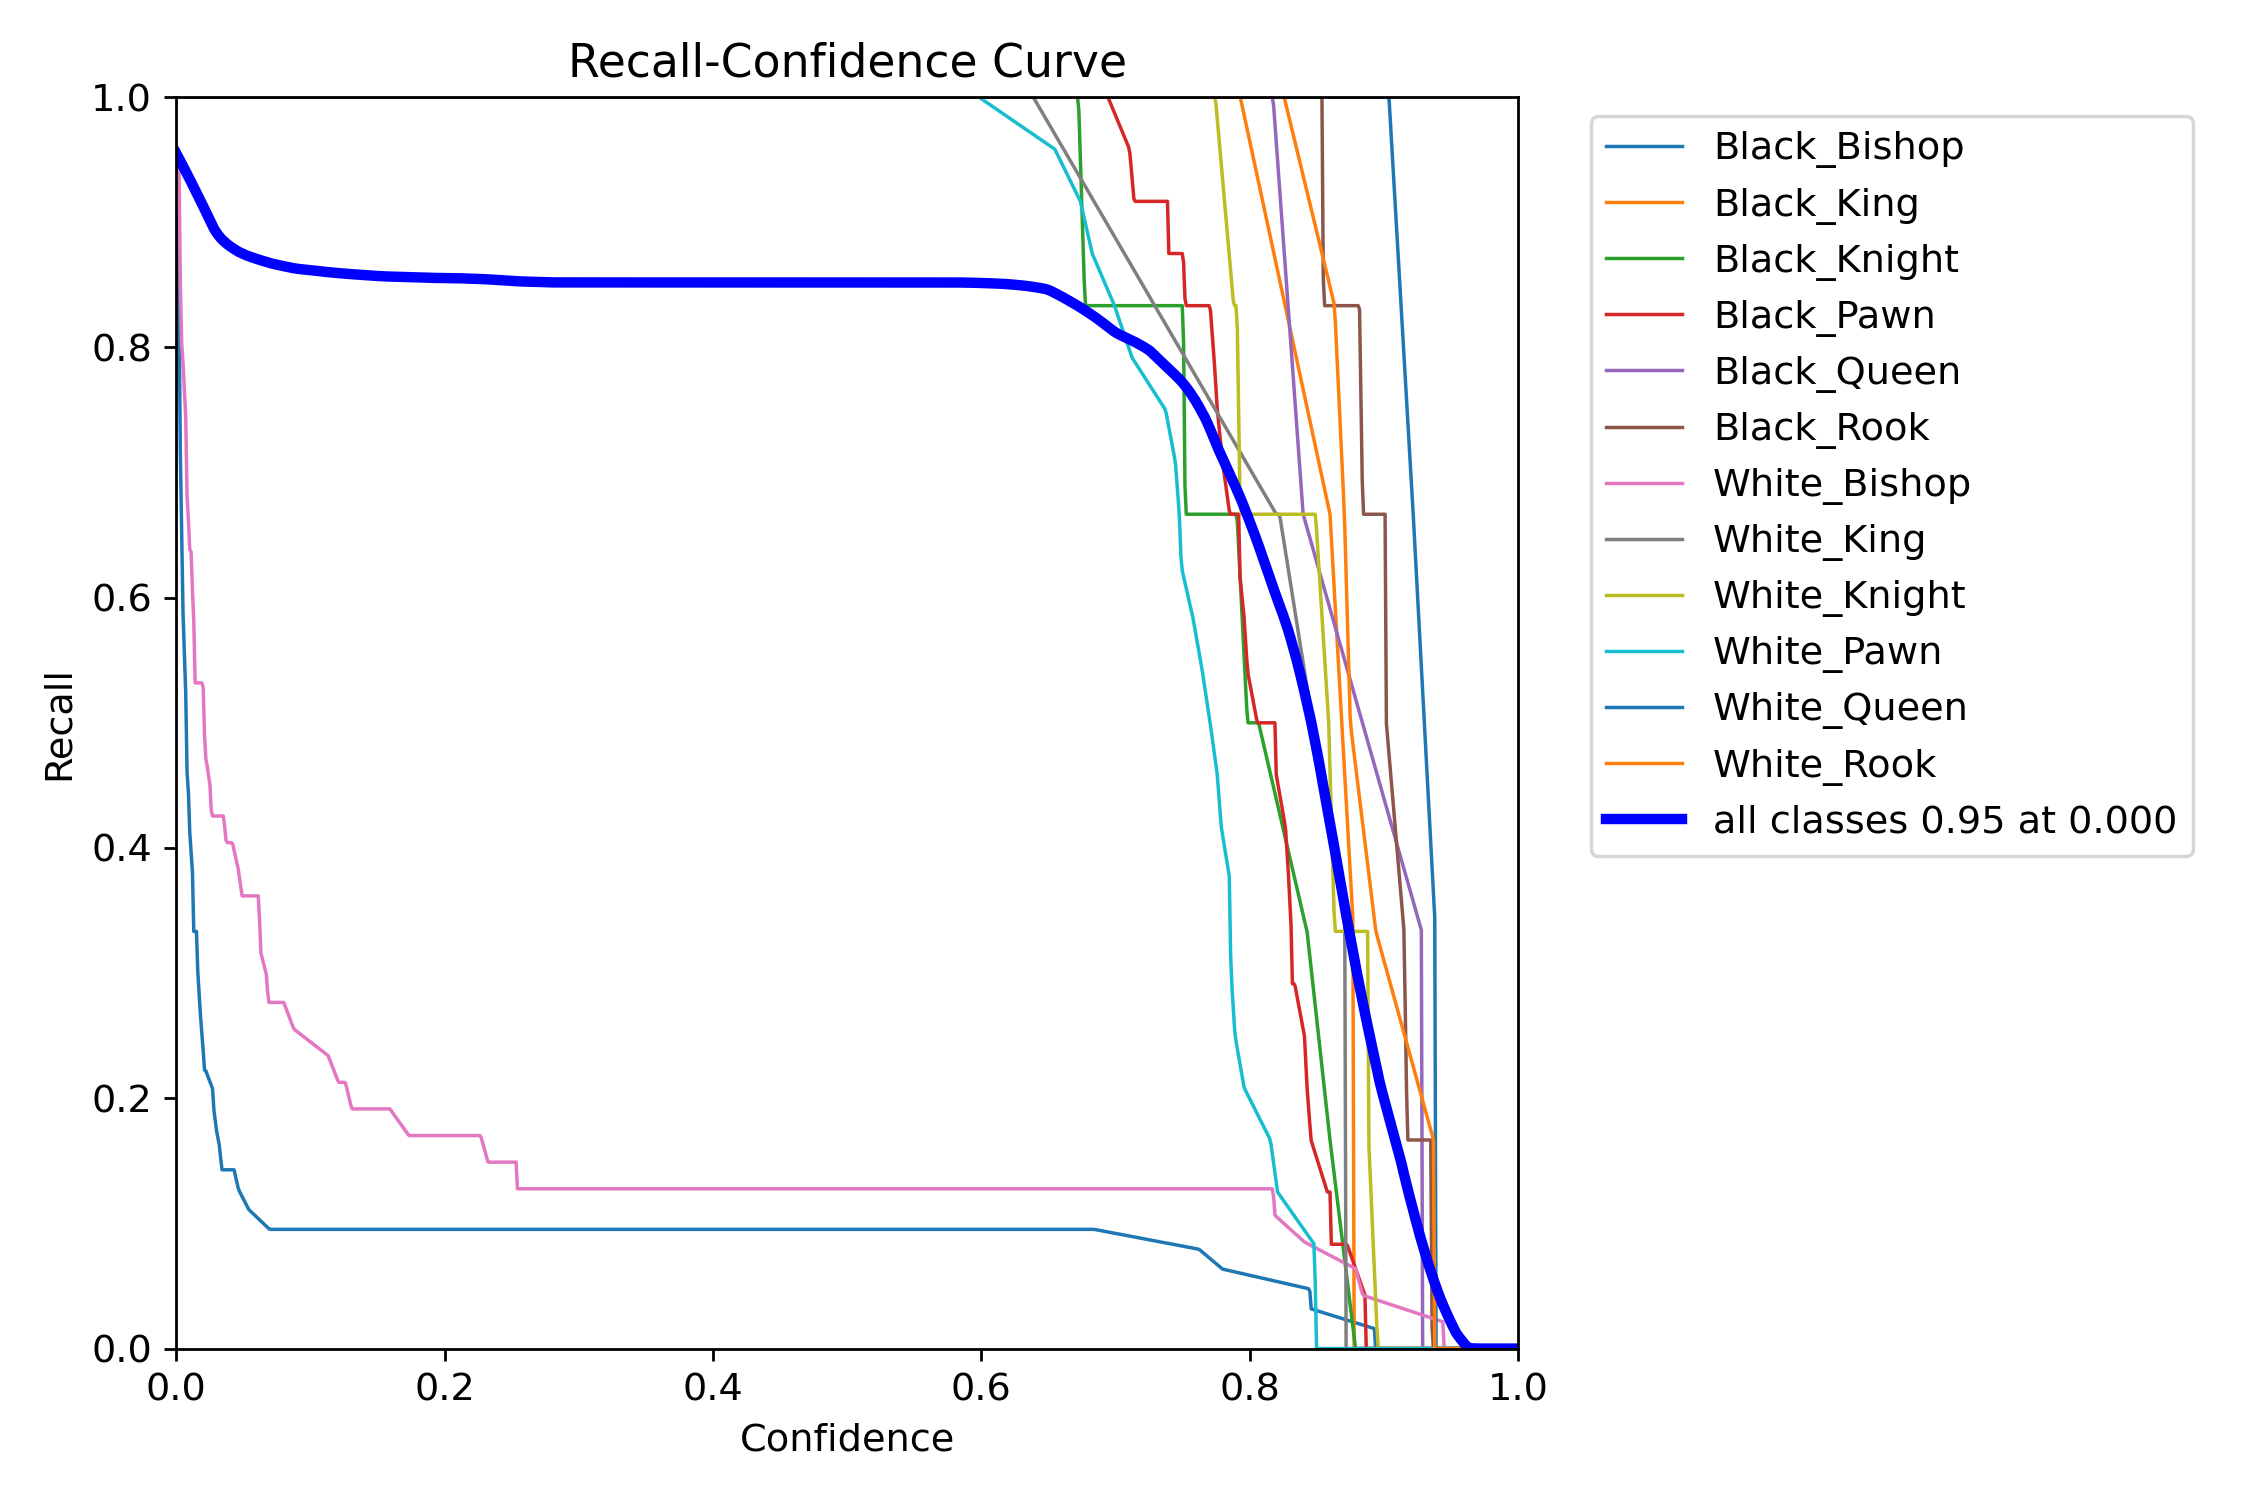 Recall-Confidence Curve
1.0
0.8
0.6
0.4
0.2
0.0
Recall
0.0 0.2 0.4 0.6 0.8 1.0
Confidence
Black_Bishop
Black_King
Black_Knight
Black_Pawn
Black_Queen
Black_Rook
White_Bishop
White_King
White_Knight
White_Pawn
White_Queen
White_Rook
all classes 0.95 at 0.000